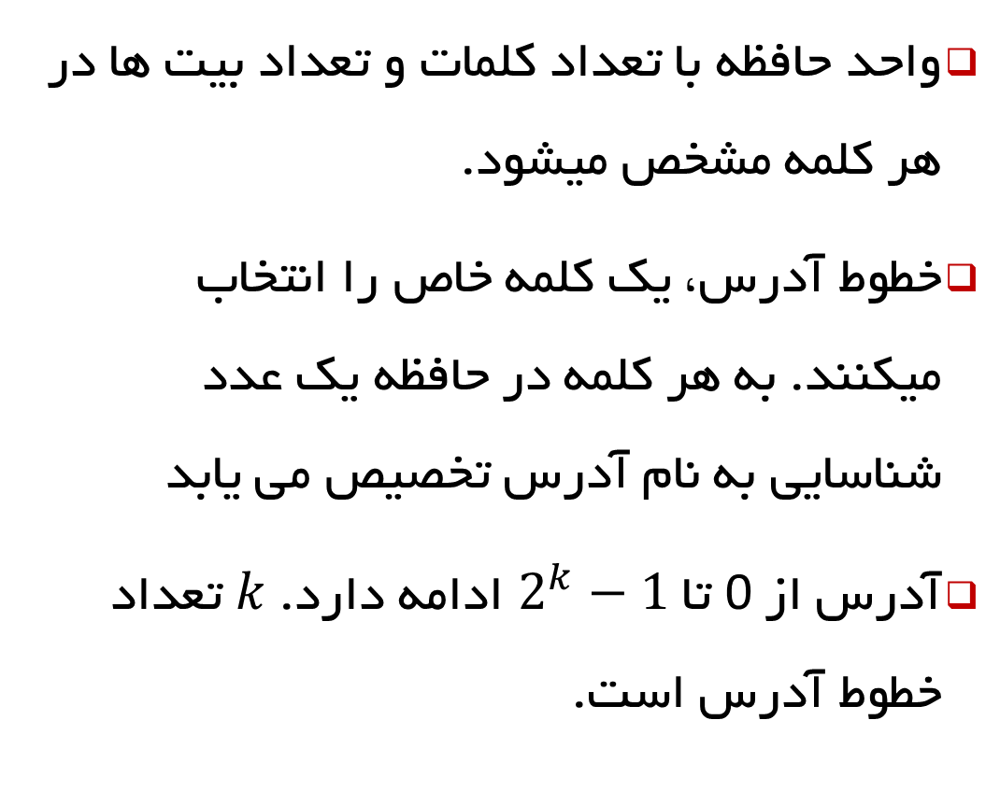 واحد حافظه با تعداد کلمات و تعداد بیت ها در
هر کلمه مشخص میشود.
خطوط آدرس، یک کلمه خاص را انتخاب
میکنند. به هر کلمه در حافظه یک عدد
شناسایی به نام آدرس تخصیص می یابد
آدرس از 0 تا 2^k − 1 ادامه دارد. k تعداد
خطوط آدرس است.